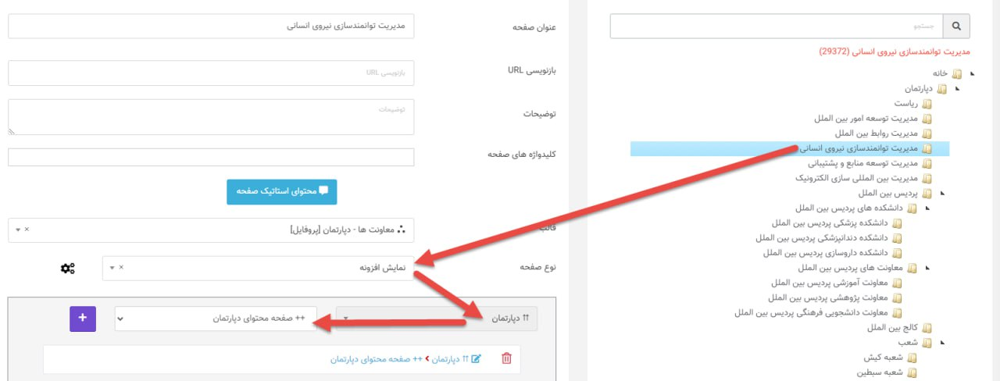 جستجو
مدیریت توانمندسازی نیروی انسانی (29372)
خانه
دپارتمان
ریاست
مدیریت توسعه امور بین الملل
مدیریت روابط بین الملل
مدیریت توانمندسازی نیروی انسانی
مدیریت توسعه منابع و پشتیبانی
مدیریت بین المللی سازی الکترونیک
پردیس بین الملل
دانشکده های پردیس بین الملل
دانشکده پزشکی پردیس بین الملل
دانشکده دندانپزشکی پردیس بین الملل
دانشکده داروسازی پردیس بین الملل
معاونت های پردیس بین الملل
معاونت آموزشی پردیس بین الملل
معاونت پژوهشی پردیس بین الملل
معاونت دانشجویی فرهنگی پردیس بین الملل
کالج بین الملل
شعب
شعبه کیش
شعبه سبطین
عنوان صفحه
مدیریت توانمندسازی نیروی انسانی
بازنویسی URL
بازنویسی URL
توضیحات
توضیحات
کلیدواژه های صفحه
محتوای استاتیک صفحه
قالب
معاونت ها - دپارتمان [پروفایل] ×
نوع صفحه
نمایش افزونه ×
⇈ دپارتمان
++ صفحه محتوای دپارتمان
+
⇈ دپارتمان > ++ صفحه محتوای دپارتمان